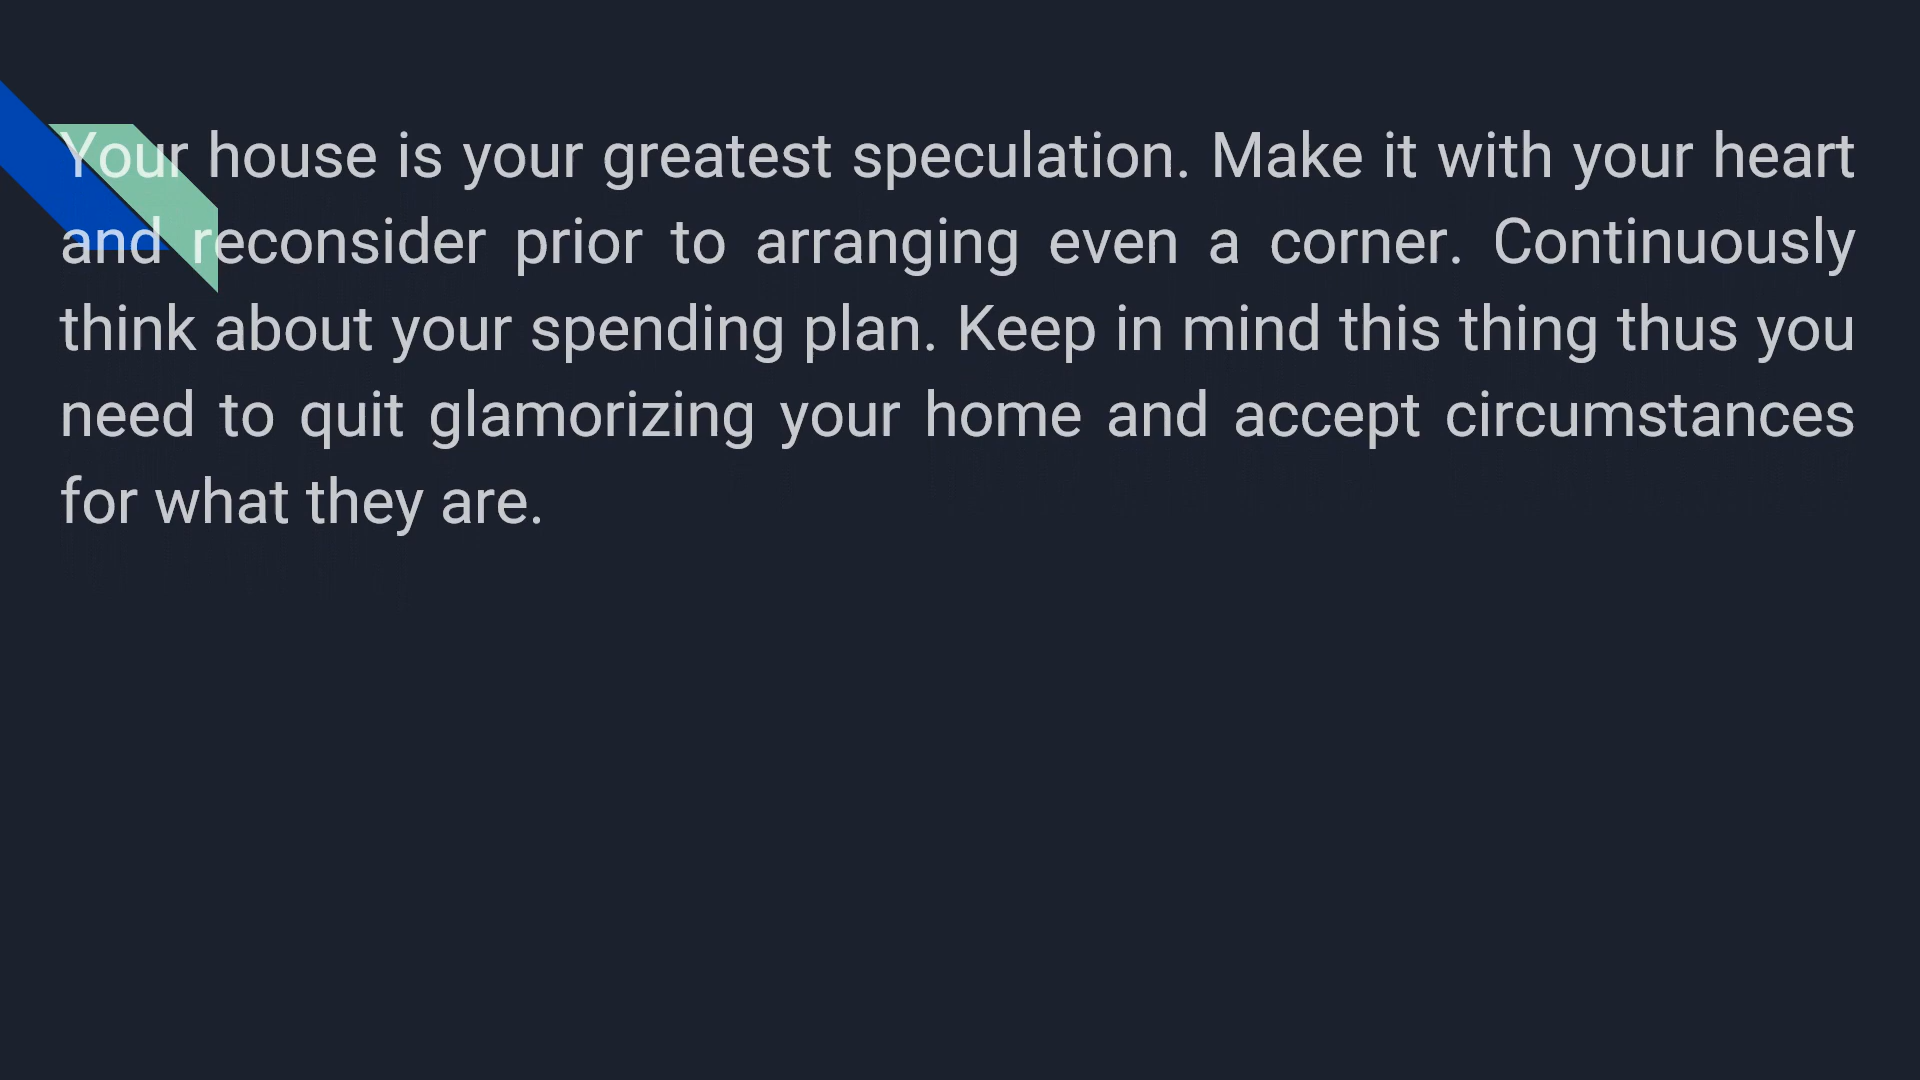 Your house is your greatest speculation. Make it with your heart
and reconsider prior to arranging even a corner. Continuously
think about your spending plan. Keep in mind this thing thus you
need to quit glamorizing your home and accept circumstances
for what they are.